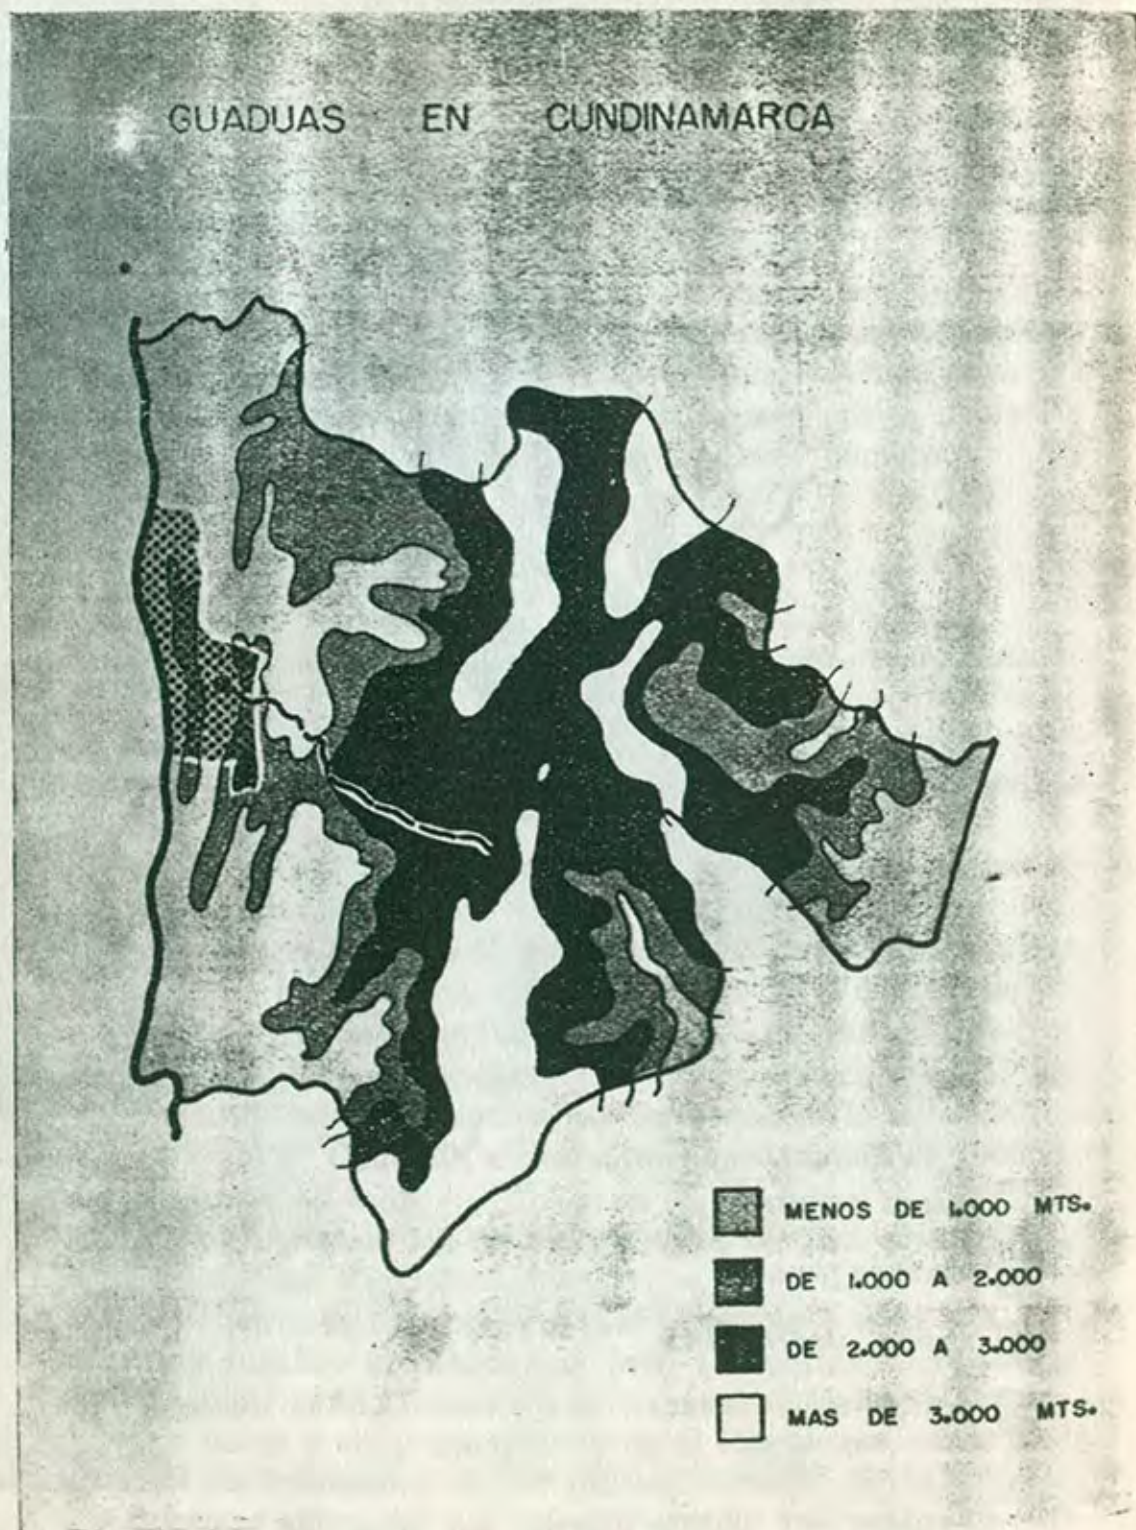 GUADUAS EN CUNDINAMARCA
MENOS DE 1.000 MTS.
DE 1.000 A 2.000
DE 2.000 A 3.000
MAS DE 3.000 MTS.